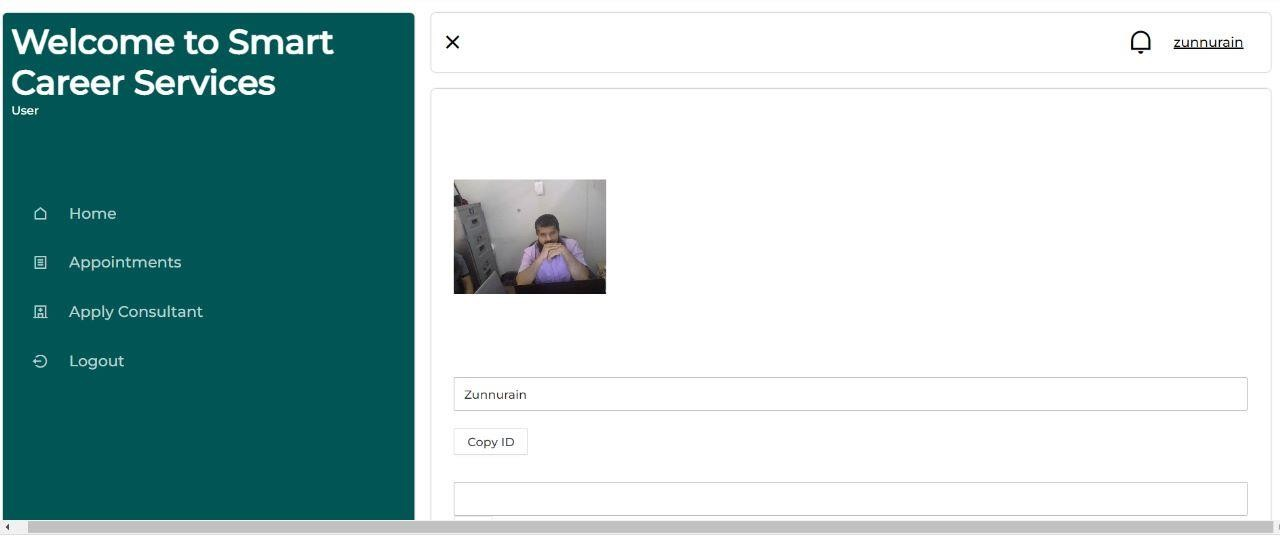 Welcome to Smart
Career Services
User
Home
Appointments
Apply Consultant
Logout
zunnurain
Zunnurain
Copy ID